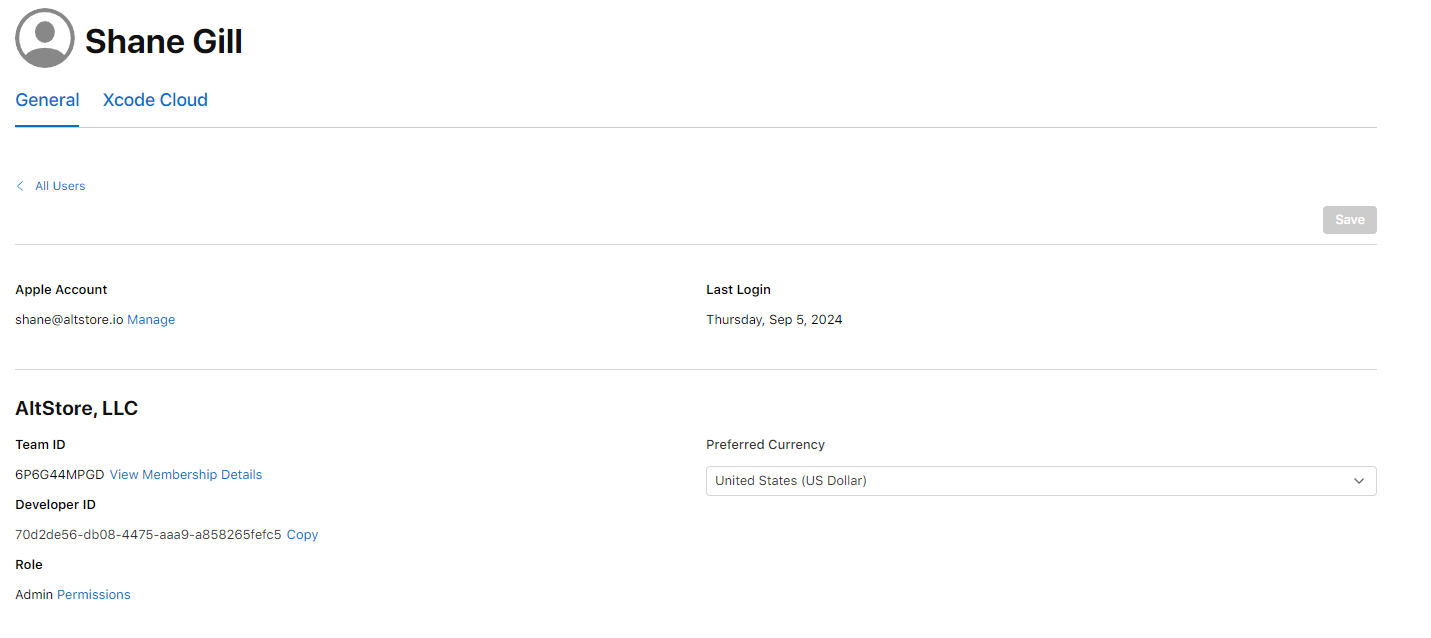 Shane Gill
General Xcode Cloud
All Users
Save
Apple Account
shane@altstore.io Manage
Last Login
Thursday, Sep 5, 2024
AltStore, LLC
Team ID
6P6G44MPGD View Membership Details
Developer ID
70d2de56-db08-4475-aaa9-a858265fefc5 Copy
Role
Admin Permissions
Preferred Currency
United States (US Dollar)